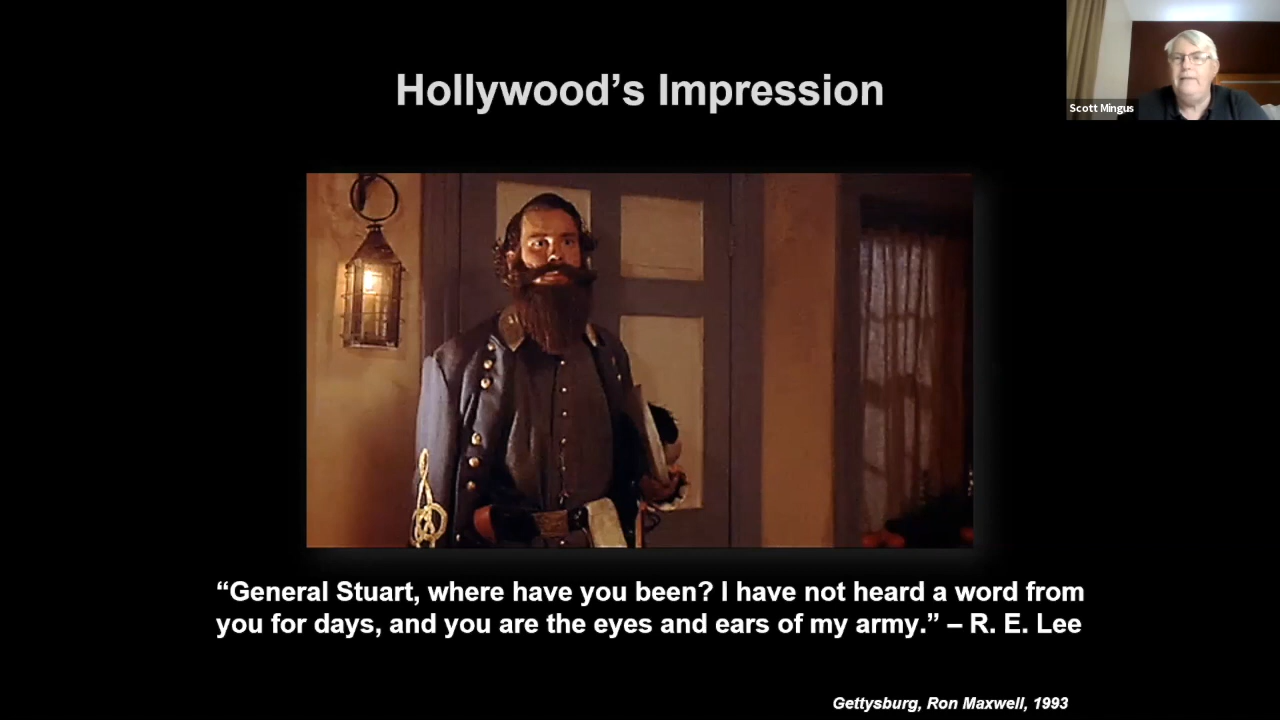 Hollywood’s Impression
Scott Mingus
“General Stuart, where have you been? I have not heard a word from
you for days, and you are the eyes and ears of my army.” – R. E. Lee
Gettysburg, Ron Maxwell, 1993